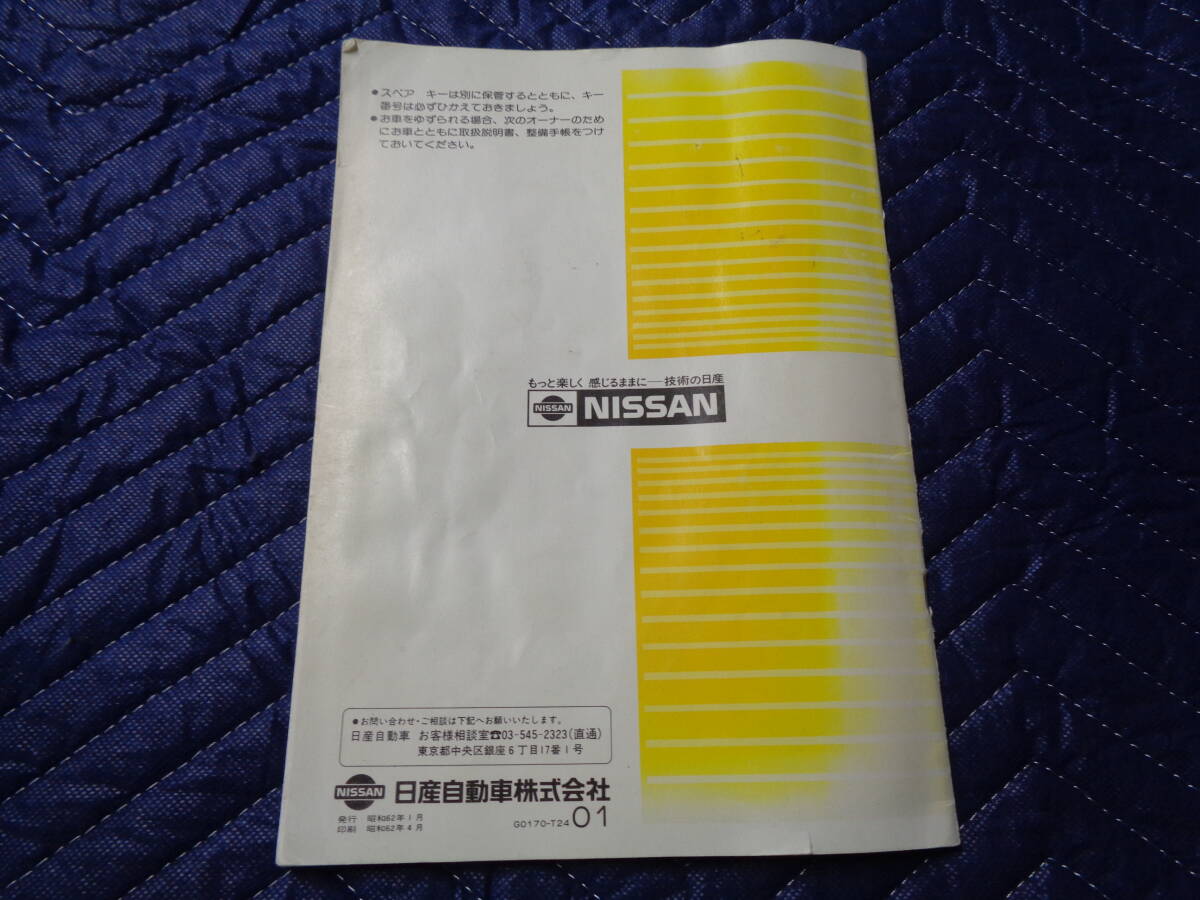 ●スペア　キーは別に保管するとともに、キー
番号は必ずひかえておきましょう。
●お車をゆずられる場合、次のオーナーのため
にお車とともに取扱説明書、整備手帳をつけ
ておいてください。
もっと楽しく 感じるままに―技術の日産
NISSAN NISSAN
●お問い合わせ・ご相談は下記へお願いいたします。
日産自動車 お客様相談室☎03-545-2323(直通)
東京都中央区銀座6丁目17番1号
NISSAN 日産自動車株式会社
発行 昭和62年1月
印刷 昭和62年4月
G0170-T24 01